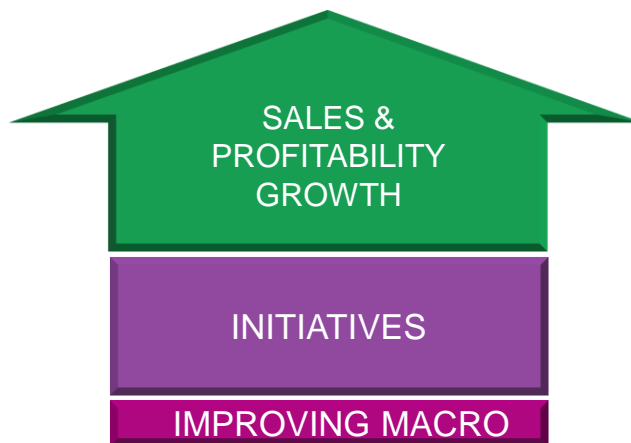 SALES &
PROFITABILITY
GROWTH
INITIATIVES
IMPROVING MACRO